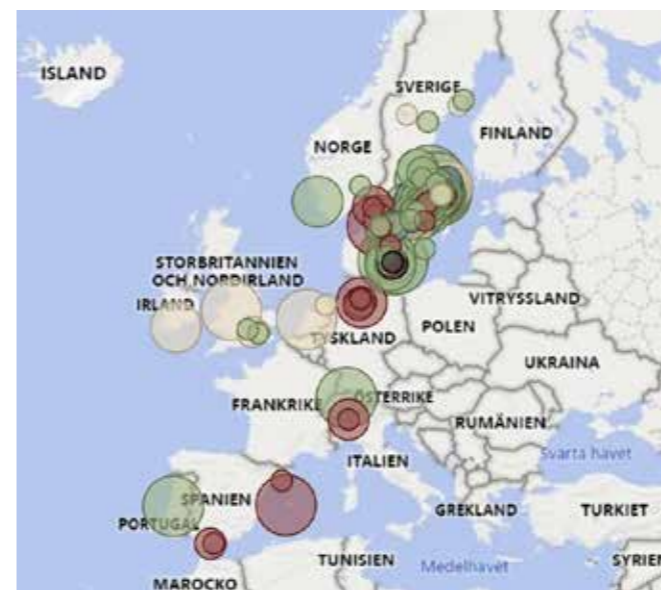 ISLAND
SVERIGE
FINLAND
NORGE
STORBRITANNIEN
OCH NORDIRLAND
IRLAND
VITRYSSLAND
POLEN
TYSKLAND
UKRAINA
ÖSTERRIKE
FRANKRIKE
RUMÄNIEN
Svarta havet
ITALIEN
SPANIEN
GREKLAND
TURKIET
PORTUGAL
TUNISIEN
Medelhavet
SYRIEN
MAROCKO